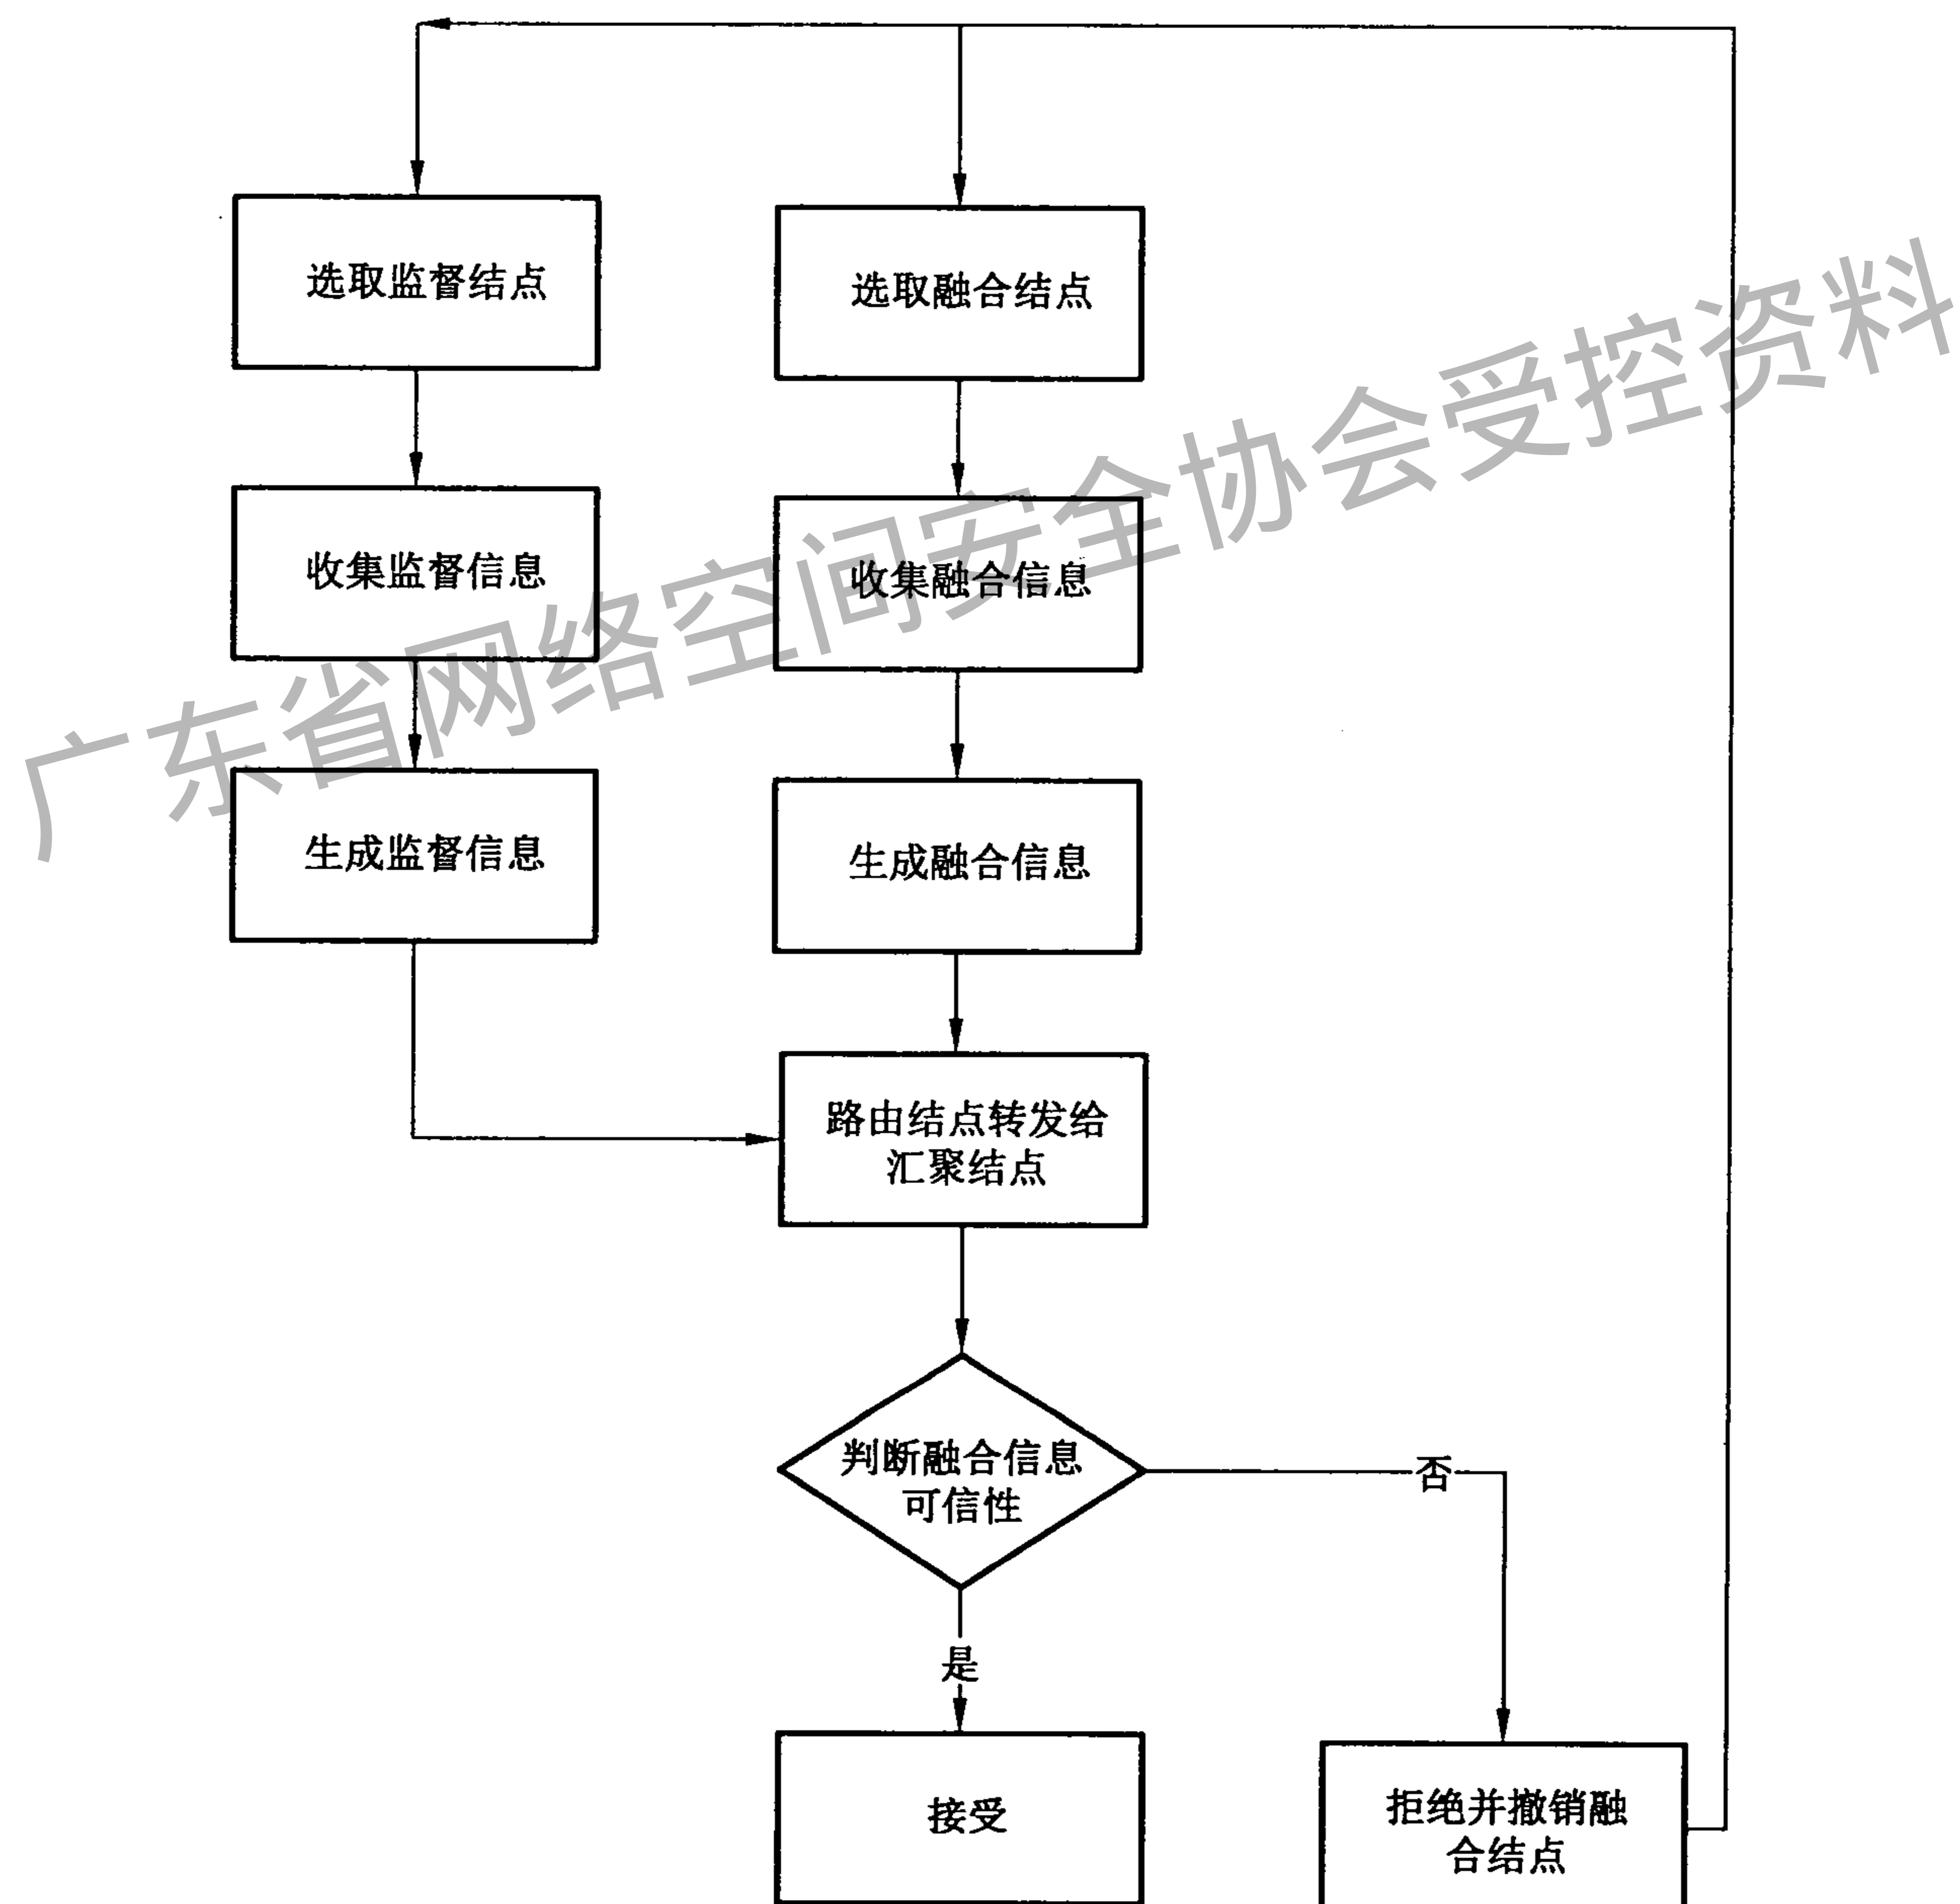 选取监督结点
选取融合结点
收集监督信息
收集融合信息
生成监督信息
生成融合信息
路由结点转发给
汇聚结点
判断融合信息
可信性
否
是
接受
拒绝并撤销融
合结点
广东省网络空间安全协会受控资料